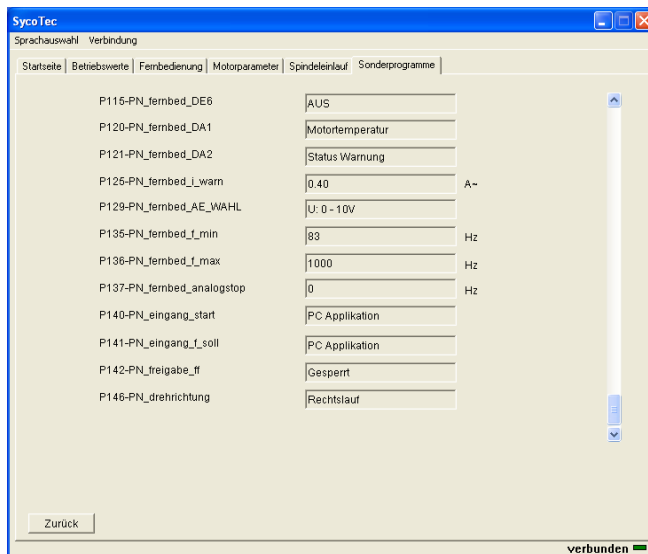 SycoTec
Sprachauswahl Verbindung
Startseite Betriebswerte Fernbedienung Motorparameter Spindeleinlauf Sonderprogramme
P115-PN_fernbed_DE6 AUS
P120-PN_fernbed_DA1 Motortemperatur
P121-PN_fernbed_DA2 Status Warnung
P125-PN_fernbed_i_warn 0.40 A~
P129-PN_fernbed_AE_WAHL U: 0 - 10V
P135-PN_fernbed_f_min 83 Hz
P136-PN_fernbed_f_max 1000 Hz
P137-PN_fernbed_analogstop 0 Hz
P140-PN_eingang_start PC Applikation
P141-PN_eingang_f_soll PC Applikation
P142-PN_freigabe_ff Gesperrt
P146-PN_drehrichtung Rechtslauf
Zurück
verbunden